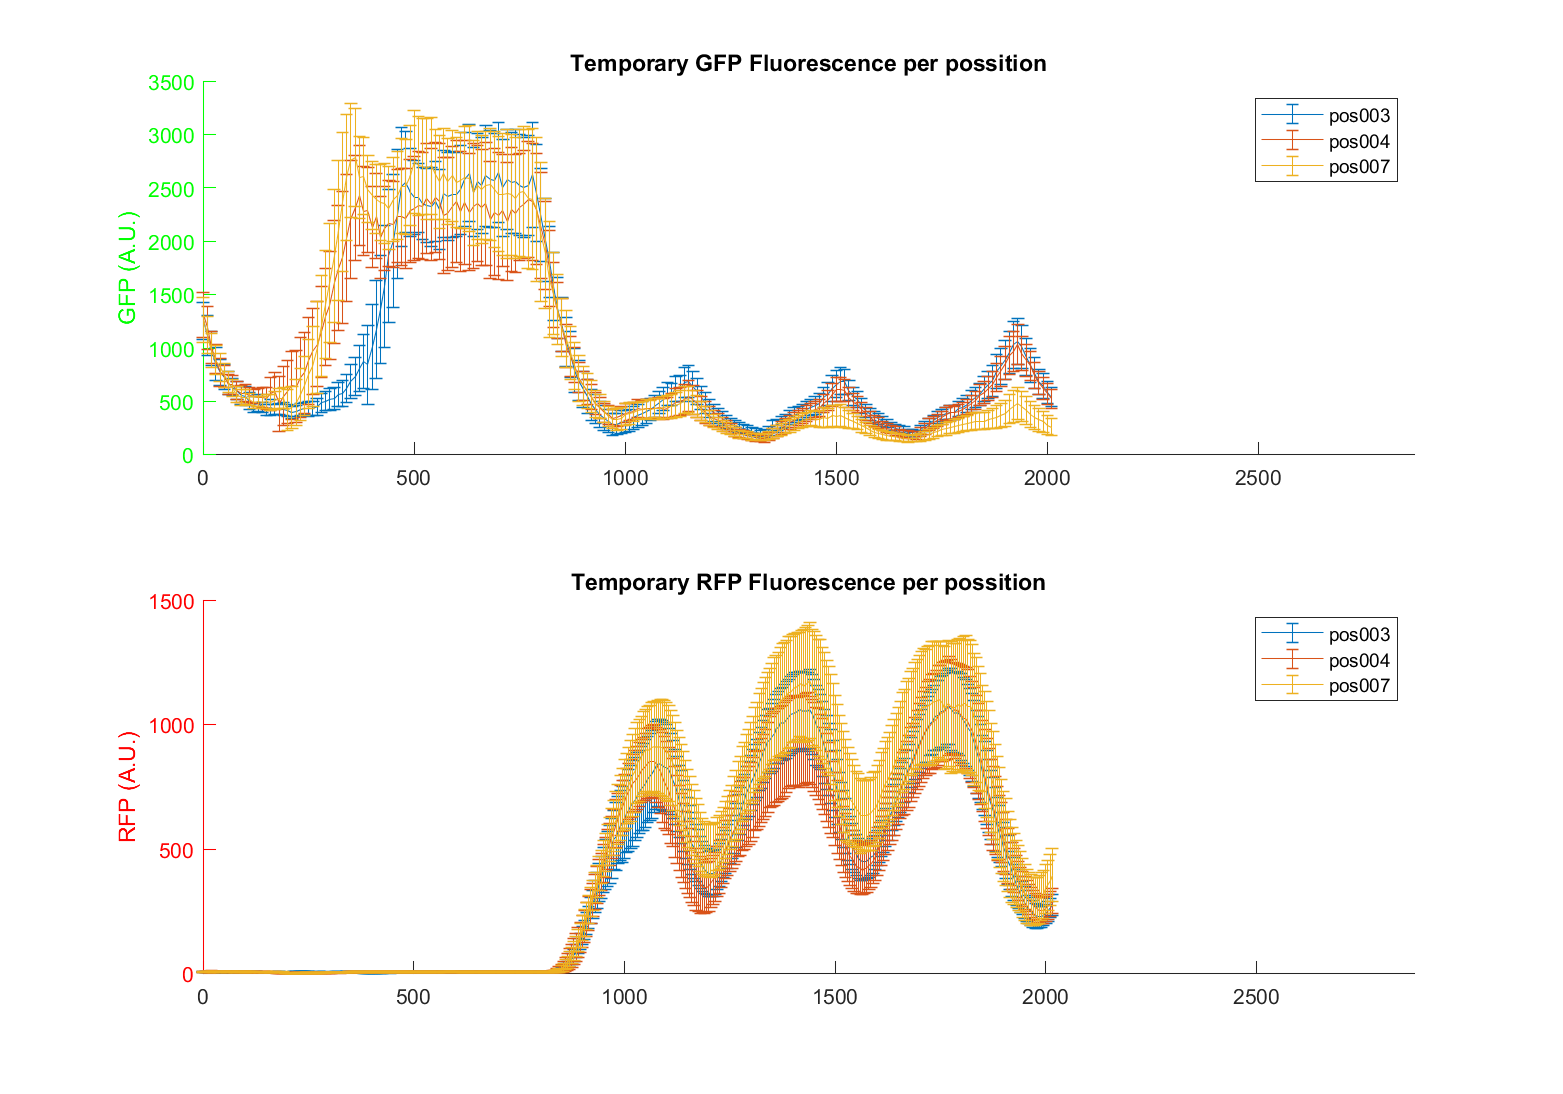 Temporary GFP Fluorescence per possition
GFP (A.U.)
3500
3000
2500
2000
1500
1000
500
0
0 500 1000 1500 2000 2500
pos003
pos004
pos007
Temporary RFP Fluorescence per possition
RFP (A.U.)
1500
1000
500
0
0 500 1000 1500 2000 2500
pos003
pos004
pos007